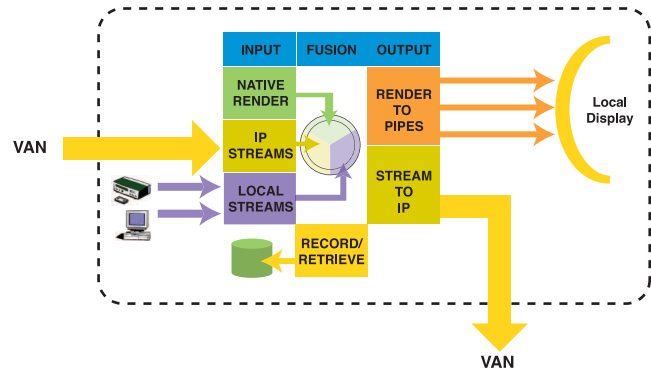 INPUT FUSION OUTPUT
NATIVE
RENDER
RENDER
TO
PIPES
Local
Display
VAN
IP
STREAMS
LOCAL
STREAMS
STREAM
TO
IP
RECORD/
RETRIEVE
VAN